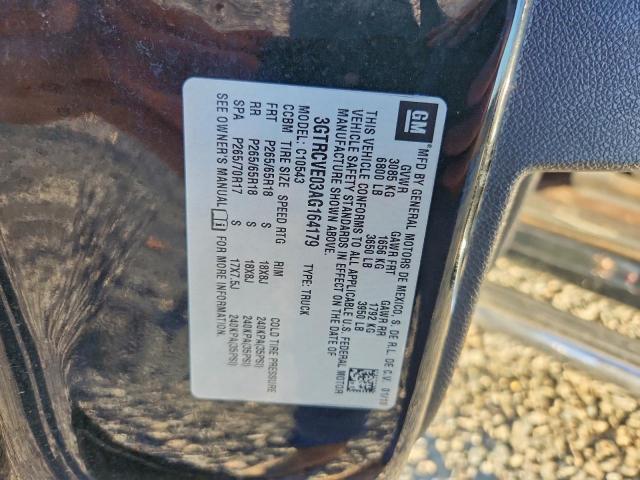 GM MFD BY GENERAL MOTORS DE MEXICO, S. DE R.L. DE C.V. 01/10
GVWR GAWR FRT GAWR RR
3085 KG 1656 KG 1792 KG
6800 LB 3650 LB 3950 LB
THIS VEHICLE CONFORMS TO ALL APPLICABLE U.S. FEDERAL MOTOR
VEHICLE SAFETY STANDARDS IN EFFECT ON THE DATE OF
MANUFACTURE SHOWN ABOVE.
3GTRCVE03AG164179 TYPE: TRUCK
MODEL: C10543
CCBM TIRE SIZE SPEED RTG RIM COLD TIRE PRESSURE
FRT P265/65R18 S 18X8J 240KPA(35PSI)
RR P265/65R18 S 18X8J 240KPA(35PSI)
SPA P265/70R17 S 17X7.5J 240KPA(35PSI)
SEE OWNER'S MANUAL i FOR MORE INFORMATION.